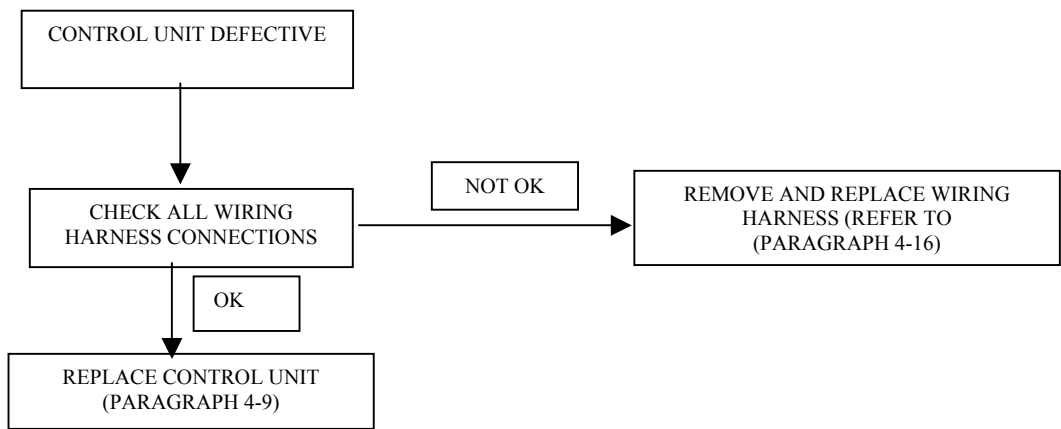 CONTROL UNIT DEFECTIVE
CHECK ALL WIRING
HARNESS CONNECTIONS
NOT OK
REMOVE AND REPLACE WIRING
HARNESS (REFER TO
(PARAGRAPH 4-16)
OK
REPLACE CONTROL UNIT
(PARAGRAPH 4-9)